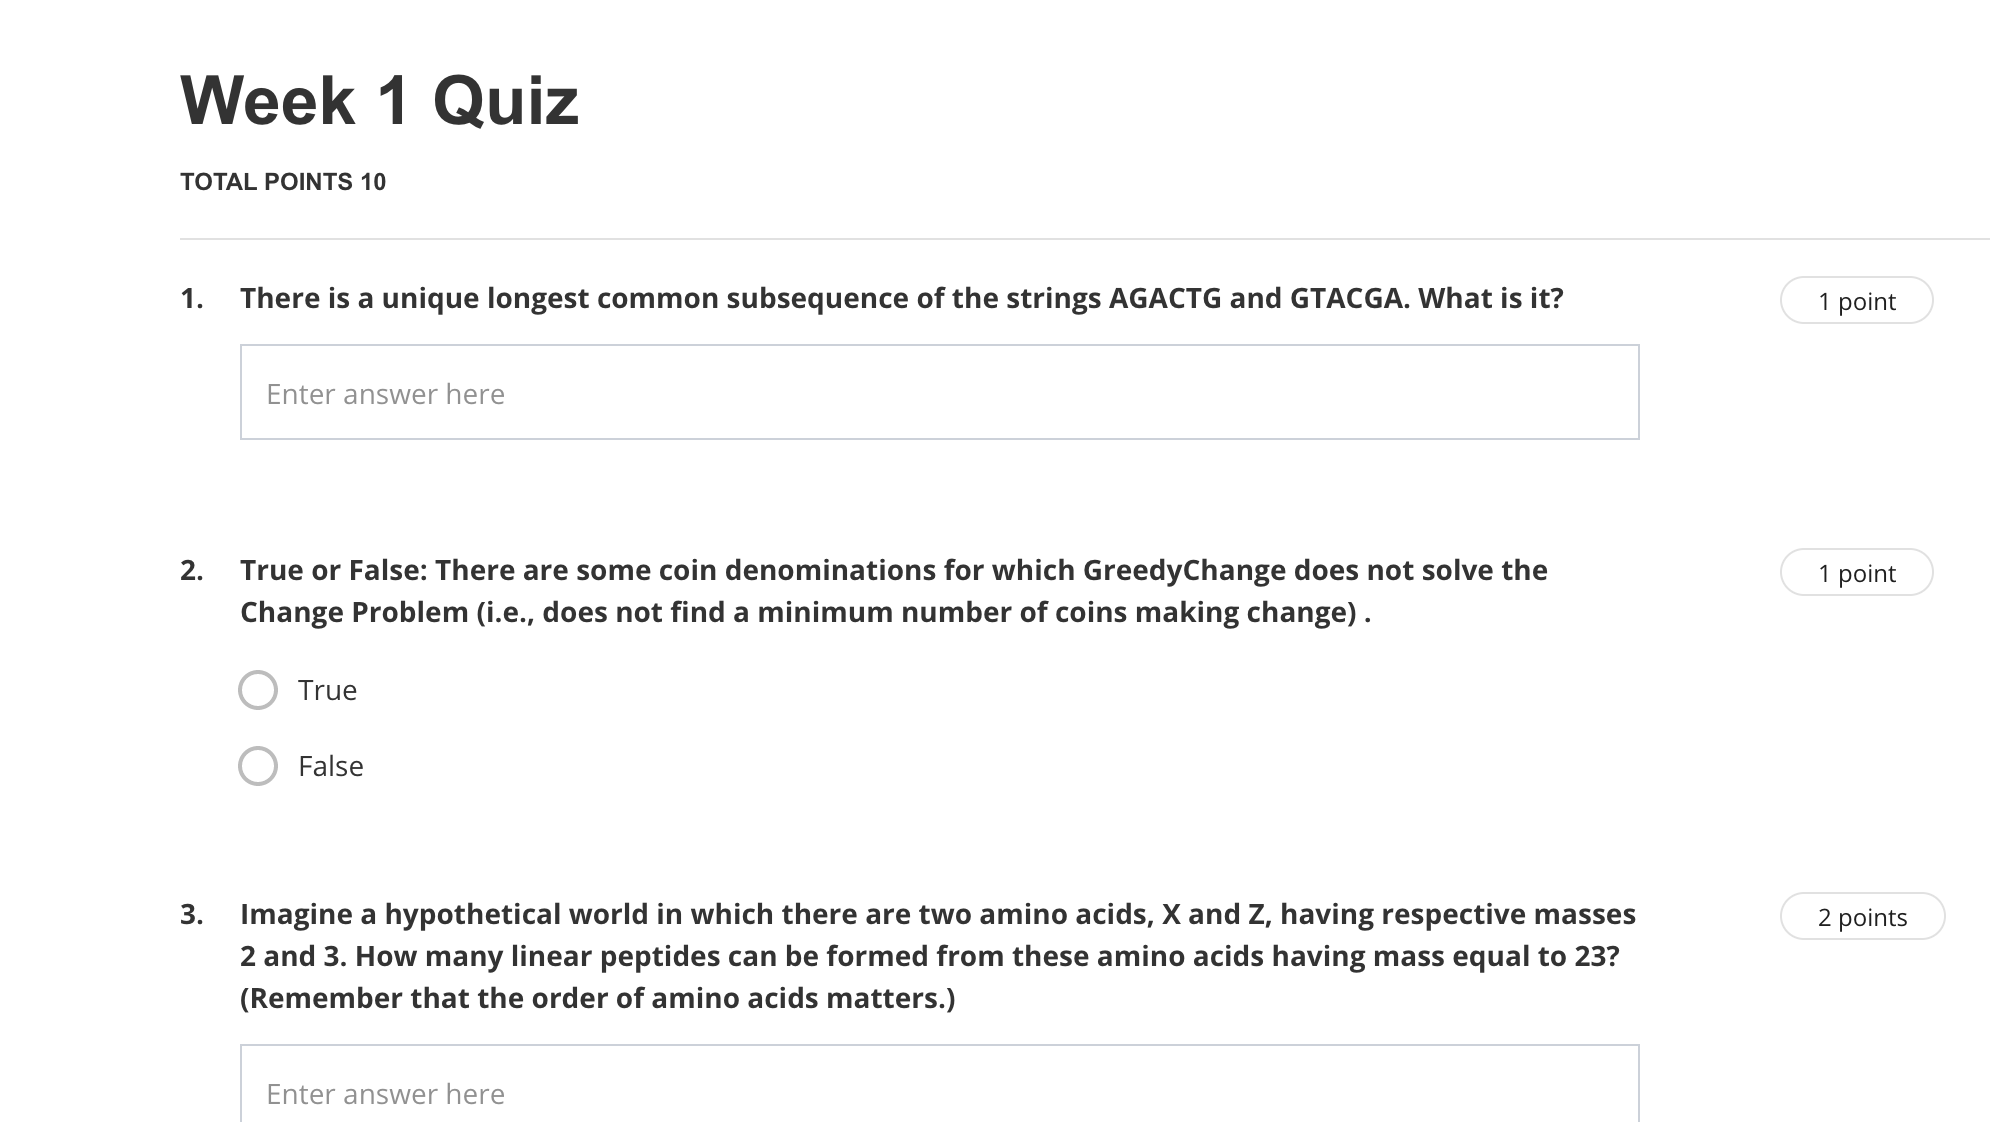 Week 1 Quiz
TOTAL POINTS 10
1. There is a unique longest common subsequence of the strings AGACTG and GTACGA. What is it?
1 point
Enter answer here
2. True or False: There are some coin denominations for which GreedyChange does not solve the
Change Problem (i.e., does not find a minimum number of coins making change) .
1 point
True
False
3. Imagine a hypothetical world in which there are two amino acids, X and Z, having respective masses
2 and 3. How many linear peptides can be formed from these amino acids having mass equal to 23?
(Remember that the order of amino acids matters.)
2 points
Enter answer here